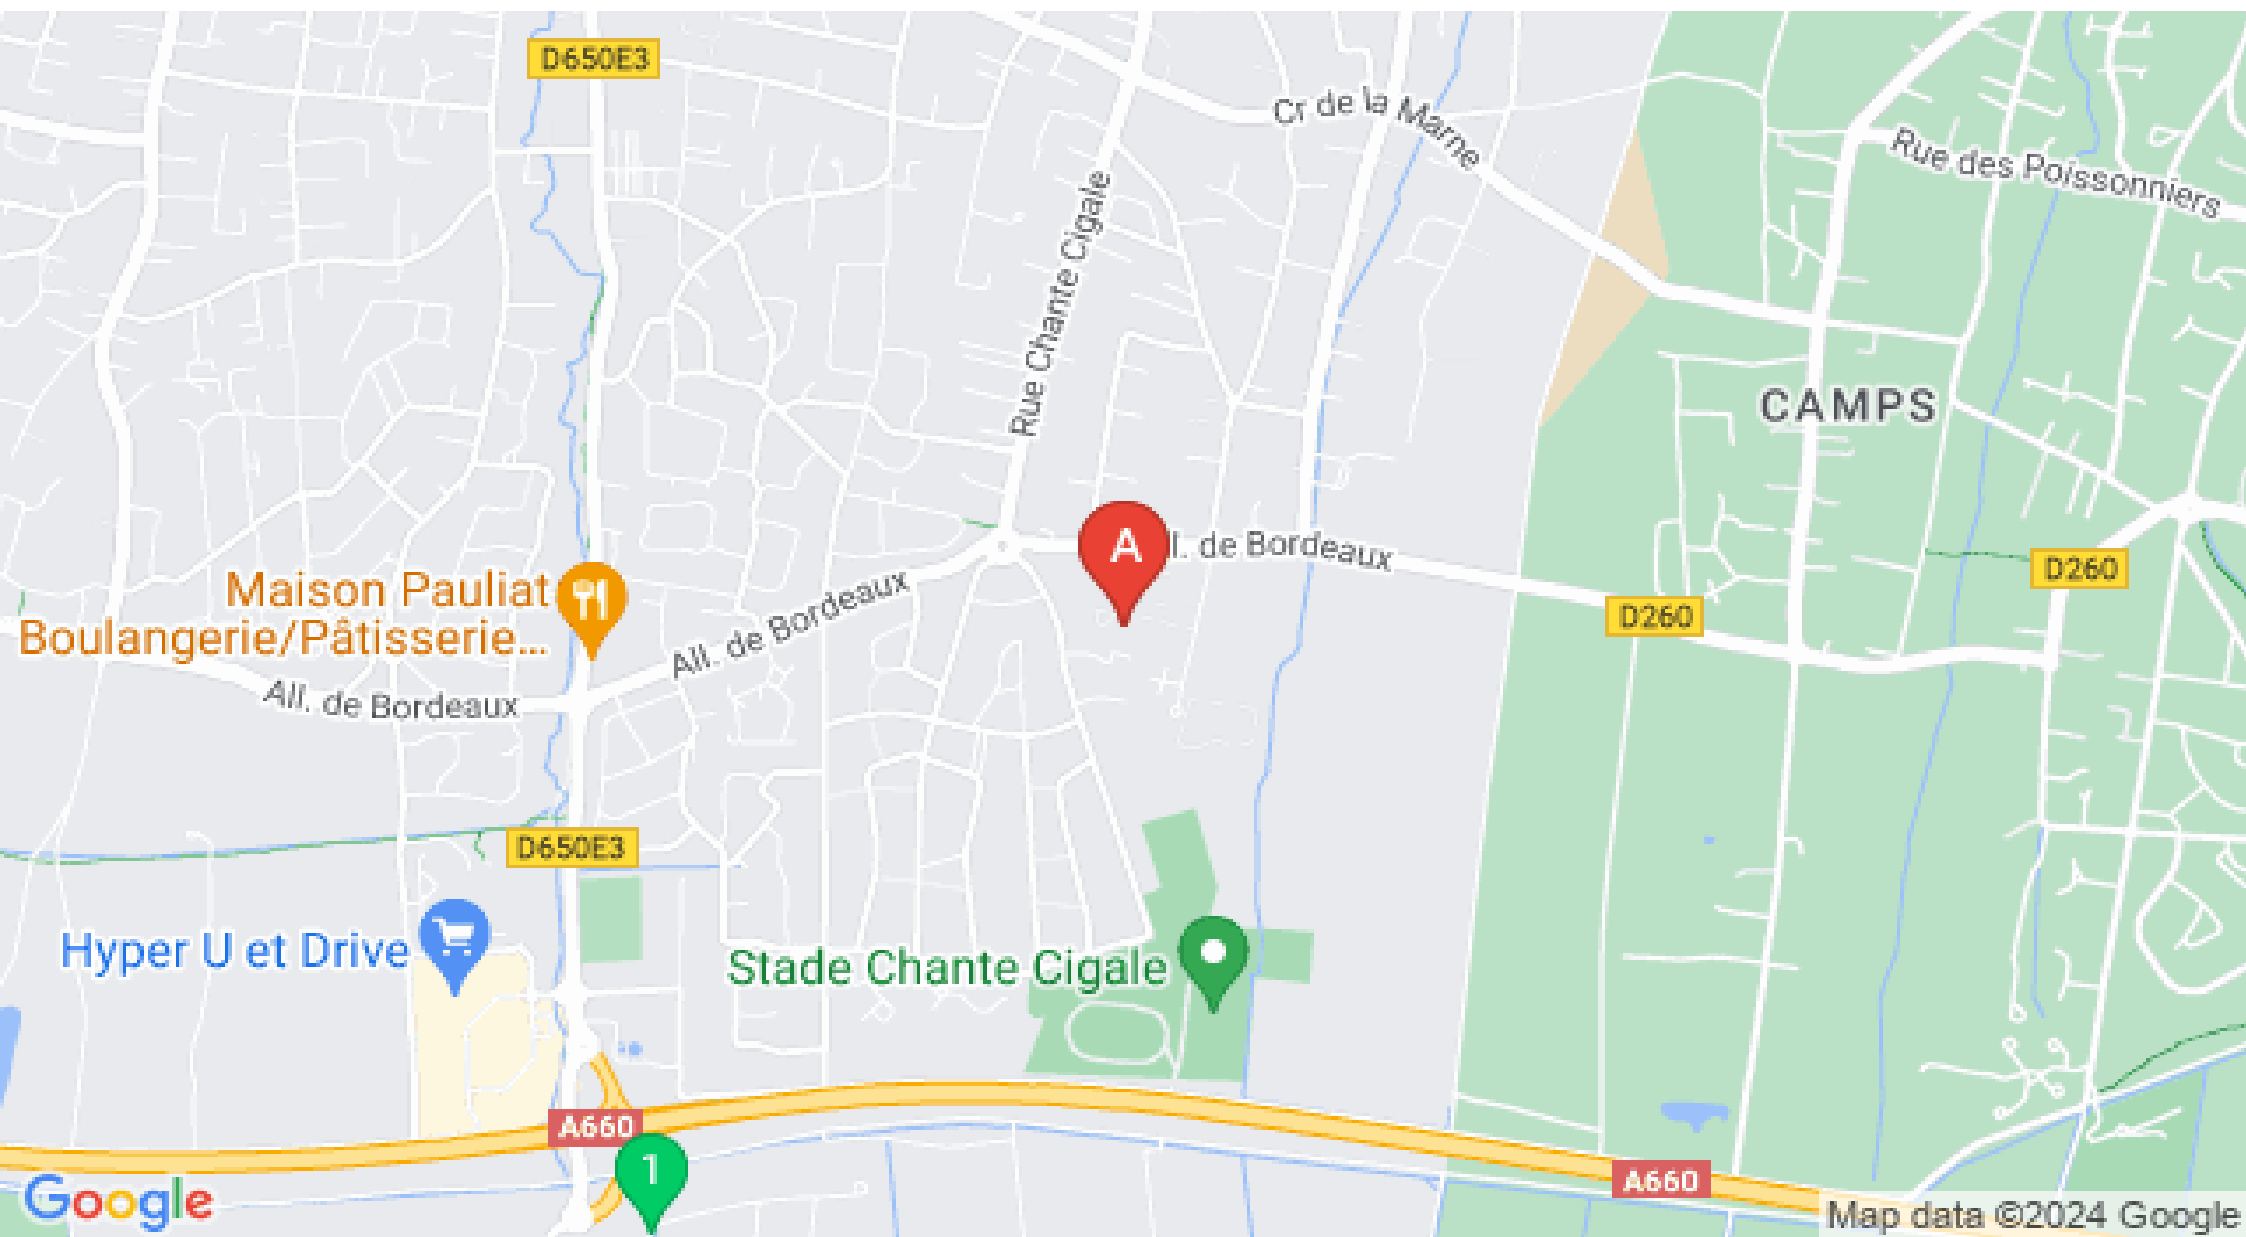 D650E3
Cr de la Marne
Rue des Poissonniers
Rue Chante Cigale
CAMPS
A
l. de Bordeaux
D260
D260
Maison Pauliat
Boulangerie/Pâtisserie...
All. de Bordeaux
All. de Bordeaux
D650E3
Hyper U et Drive
Stade Chante Cigale
A660
1
A660
Google
Map data ©2024 Google